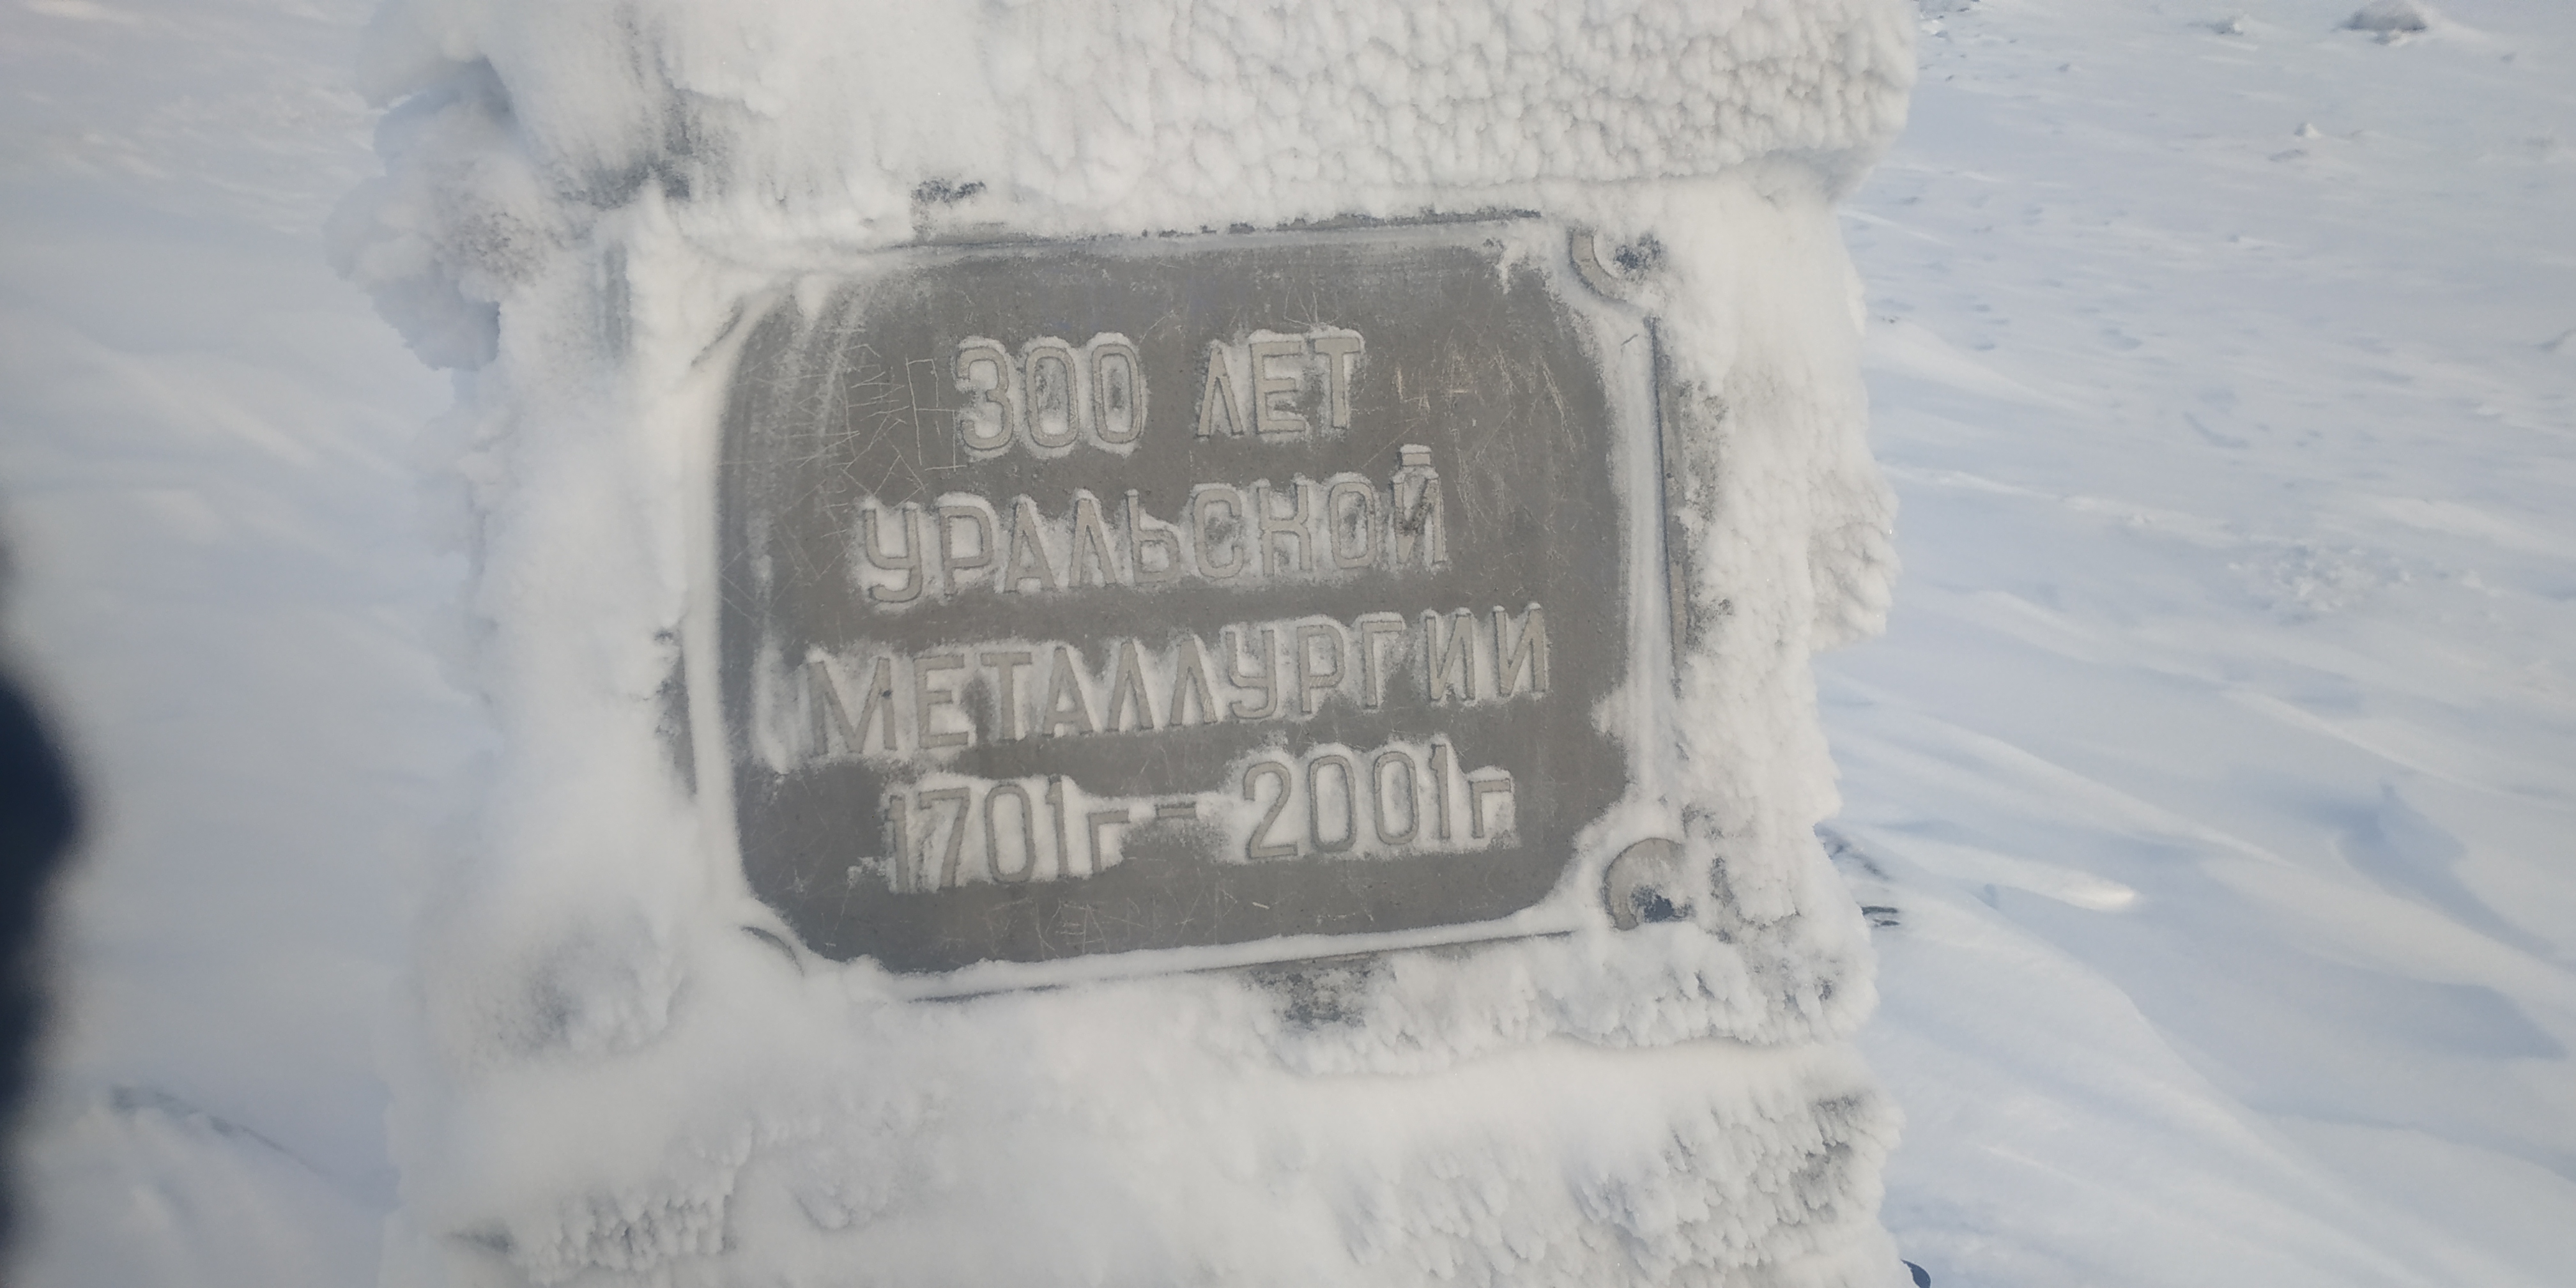 300 ЛЕТ
УРАЛЬСКОЙ
МЕТАЛЛУРГИИ
1701г - 2001г